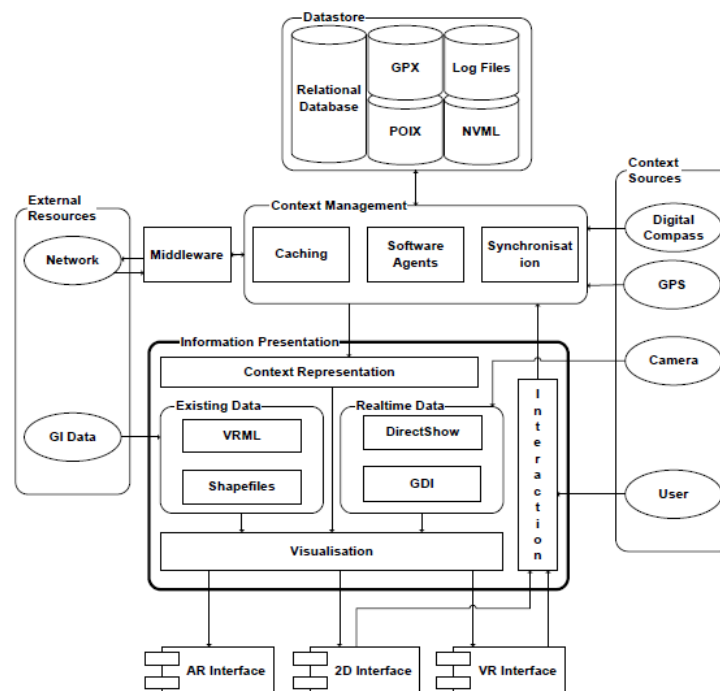 Datastore
Relational
Database
GPX
Log Files
POIX
NVML
External
Resources
Context
Sources
Context Management
Network
Middleware
Caching
Software
Agents
Synchronisat
ion
Digital
Compass
GPS
Information Presentation
Context Representation
Camera
Existing Data
Realtime Data
VRML
DirectShow
GI Data
Shapefiles
GDI
Interaction
User
Visualisation
AR Interface
2D Interface
VR Interface